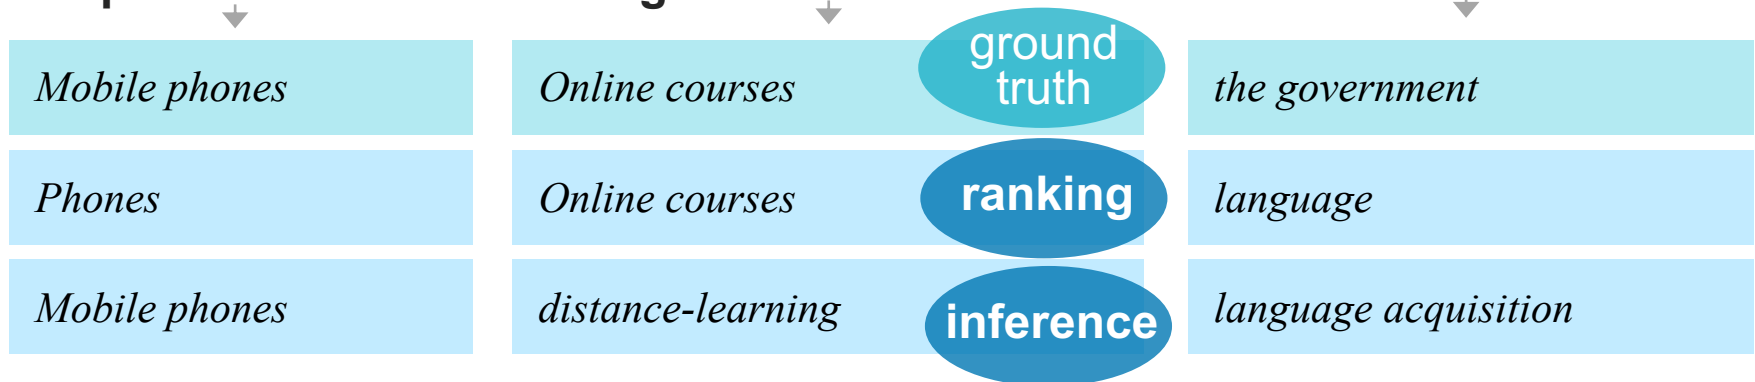 Mobile phones
Online courses
ground
truth
the government
Phones
Online courses
ranking
language
Mobile phones
distance-learning
inference
language acquisition